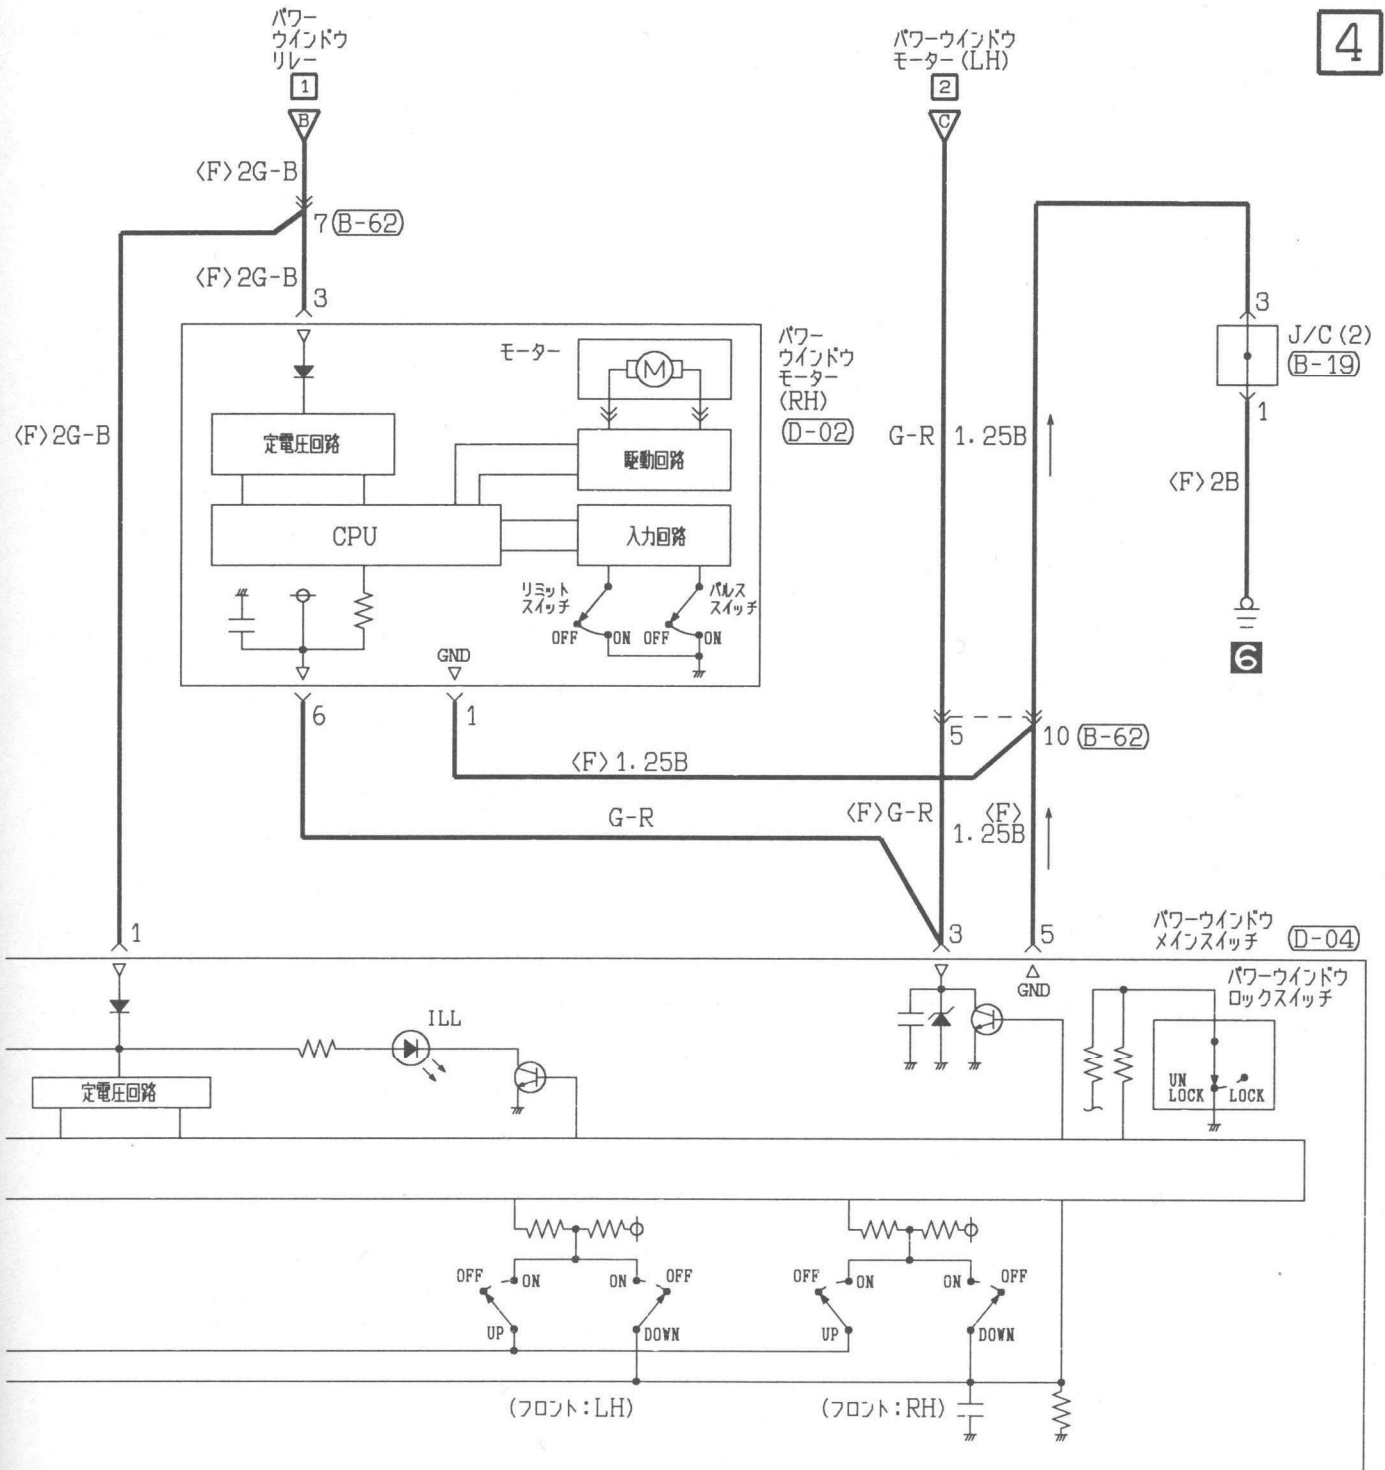 4
パワー
ウインドウ
リレー
1
B
パワーウインドウ
モーター(LH)
2
C
〈F〉2G-B
7(B-62)
〈F〉2G-B
3
〈F〉2G-B
パワー
ウインドウ
モーター
(RH)
(D-02)
モーター
M
定電圧回路
駆動回路
CPU
入力回路
リミット
スイッチ
OFF
ON
パルス
スイッチ
OFF
ON
GND
6
1
G-R
1.25B
3
J/C(2)
(B-19)
1
〈F〉2B
6
5
10(B-62)
〈F〉1.25B
G-R
〈F〉G-R
〈F〉
1.25B
1
3
5
パワーウインドウ
メインスイッチ
(D-04)
GND
パワーウインドウ
ロックスイッチ
UN
LOCK
LOCK
ILL
定電圧回路
OFF
ON
UP
ON
OFF
DOWN
OFF
ON
UP
ON
OFF
DOWN
(フロント:LH)
(フロント:RH)